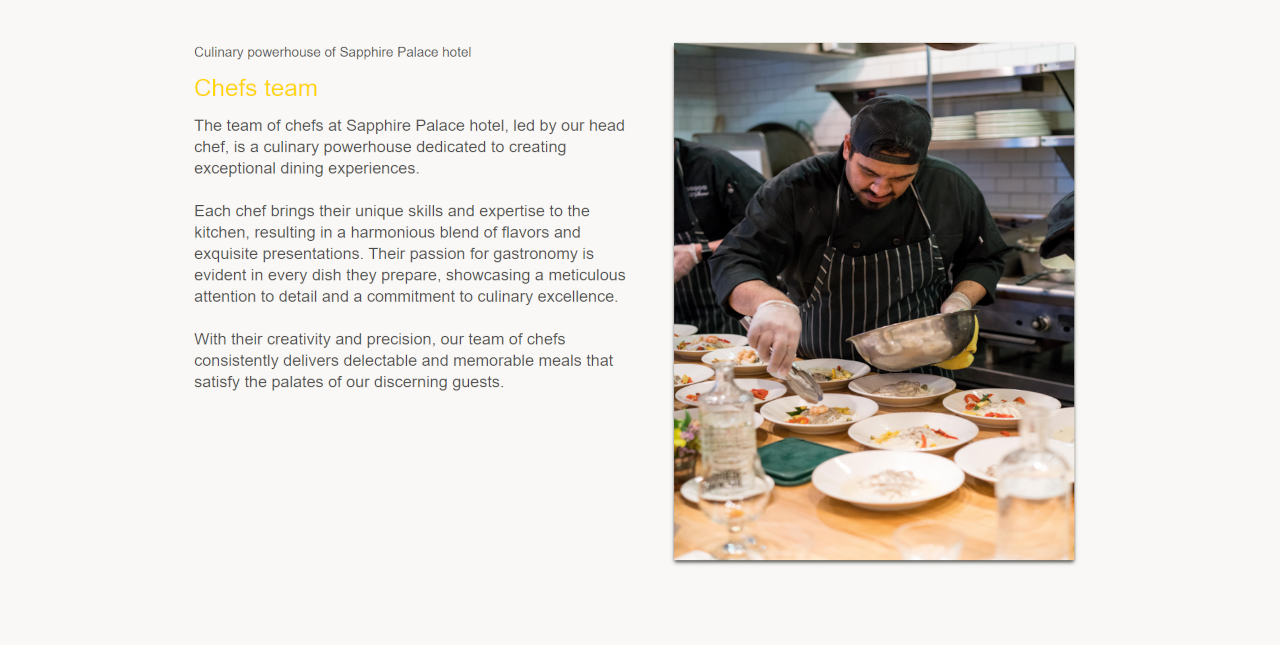 Culinary powerhouse of Sapphire Palace hotel
Chefs team
The team of chefs at Sapphire Palace hotel, led by our head
chef, is a culinary powerhouse dedicated to creating
exceptional dining experiences.
Each chef brings their unique skills and expertise to the
kitchen, resulting in a harmonious blend of flavors and
exquisite presentations. Their passion for gastronomy is
evident in every dish they prepare, showcasing a meticulous
attention to detail and a commitment to culinary excellence.
With their creativity and precision, our team of chefs
consistently delivers delectable and memorable meals that
satisfy the palates of our discerning guests.